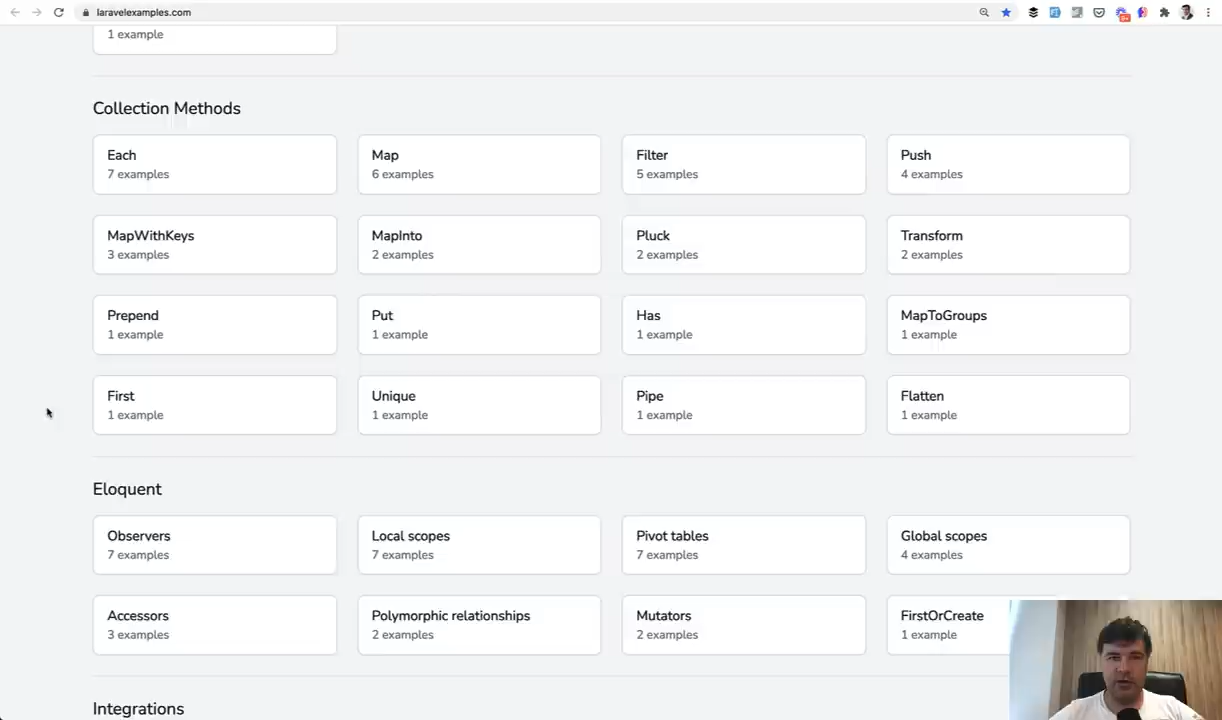 laravelexamples.com
1 example
Collection Methods
Each
7 examples
Map
6 examples
Filter
5 examples
Push
4 examples
MapWithKeys
3 examples
MapInto
2 examples
Pluck
2 examples
Transform
2 examples
Prepend
1 example
Put
1 example
Has
1 example
MapToGroups
1 example
First
1 example
Unique
1 example
Pipe
1 example
Flatten
1 example
Eloquent
Observers
7 examples
Local scopes
7 examples
Pivot tables
7 examples
Global scopes
4 examples
Accessors
3 examples
Polymorphic relationships
2 examples
Mutators
2 examples
FirstOrCreate
1 example
Integrations